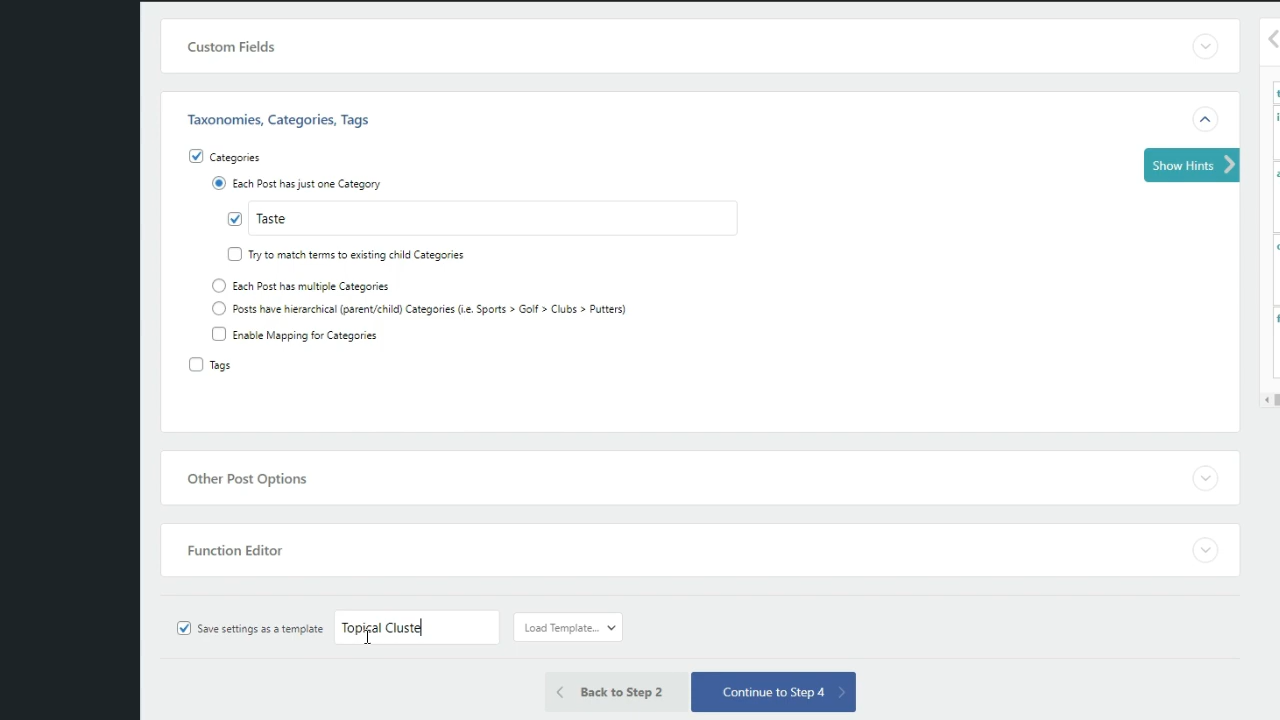 Custom Fields
Taxonomies, Categories, Tags
Categories
Show Hints
Each Post has just one Category
Taste
Try to match terms to existing child Categories
Each Post has multiple Categories
Posts have hierarchical (parent/child) Categories (i.e. Sports > Golf > Clubs > Putters)
Enable Mapping for Categories
Tags
Other Post Options
Function Editor
Save settings as a template
Topical Cluste
Load Template...
Back to Step 2
Continue to Step 4